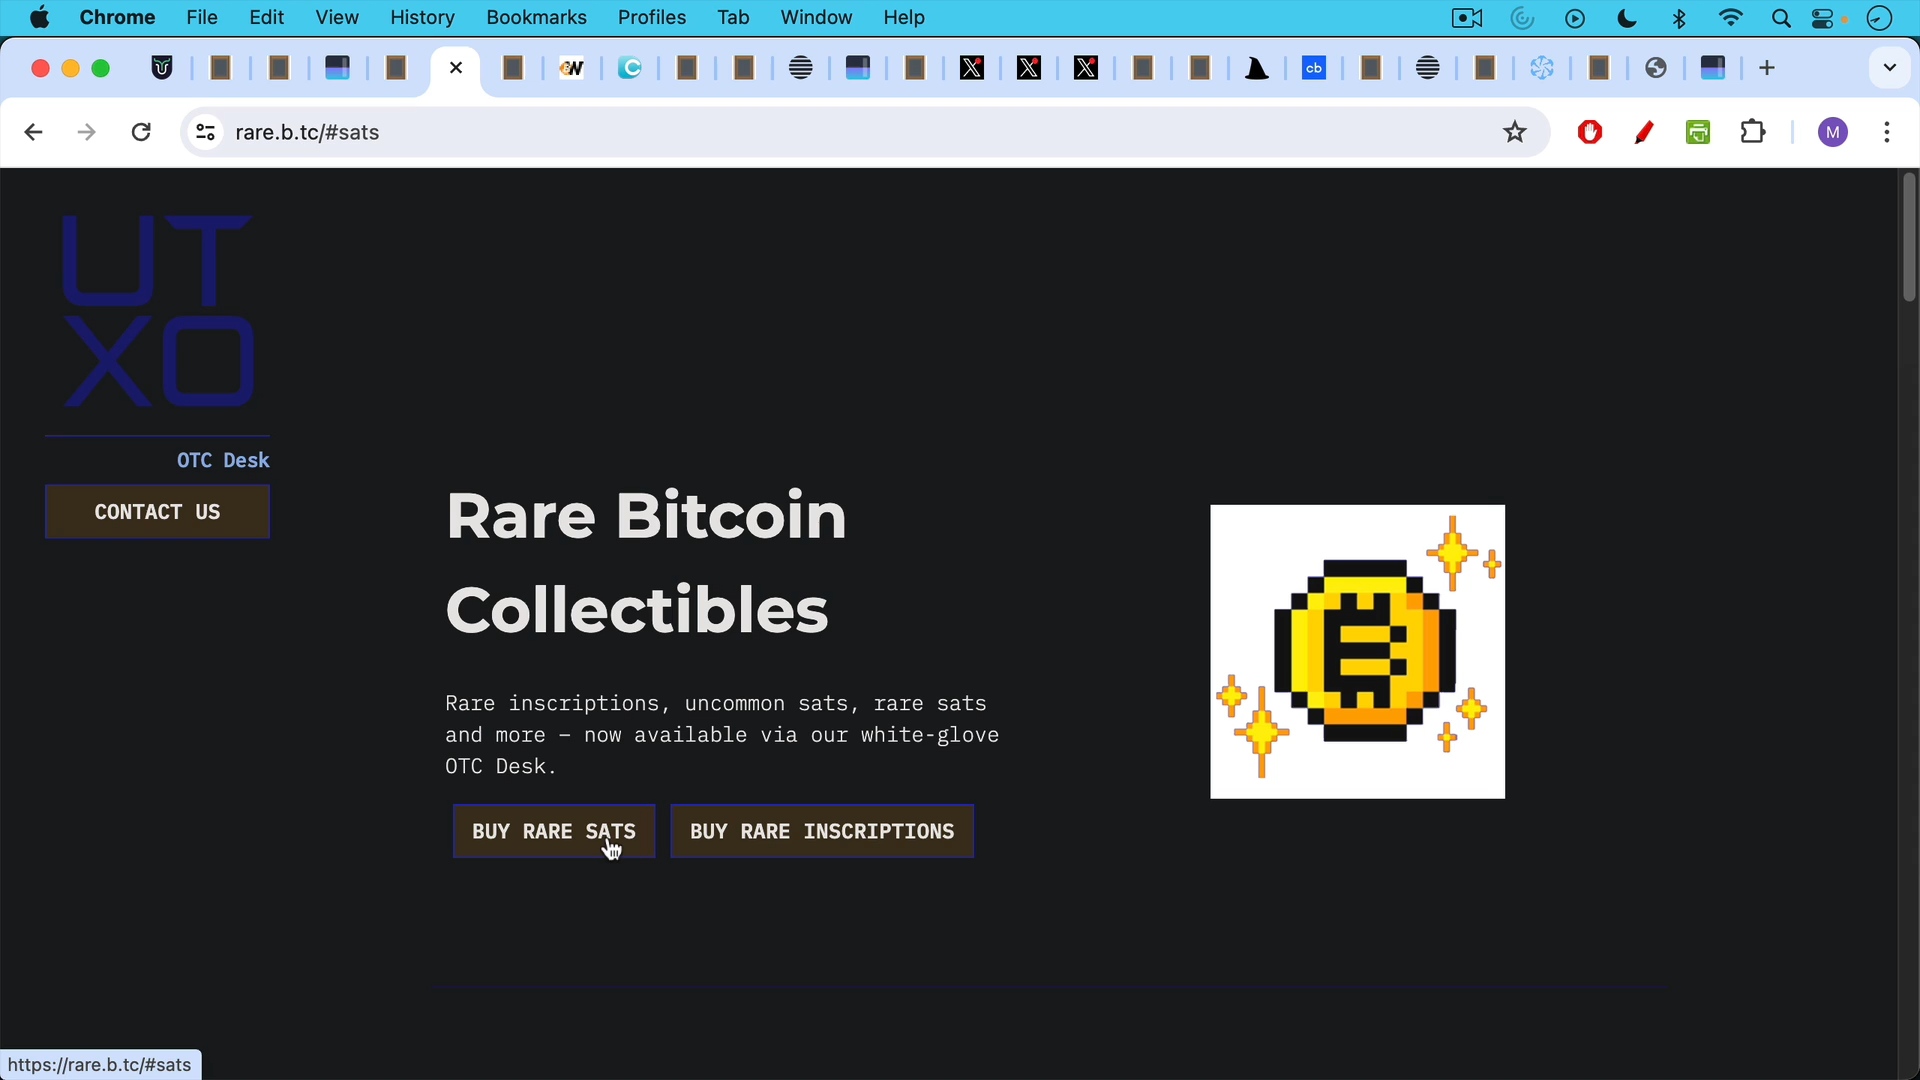 Chrome File Edit View History Bookmarks Profiles Tab Window Help
cb
rare.b.tc/#sats
M
UT
XO
OTC Desk
CONTACT US
Rare Bitcoin
Collectibles
Rare inscriptions, uncommon sats, rare sats
and more – now available via our white-glove
OTC Desk.
BUY RARE SATS
BUY RARE INSCRIPTIONS
https://rare.b.tc/#sats